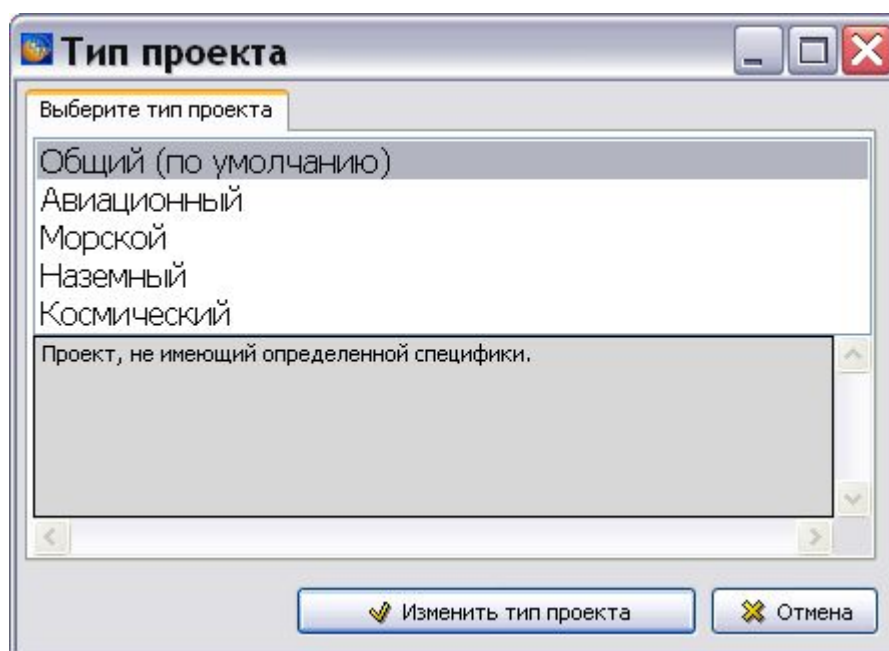 Тип проекта
Выберите тип проекта
Общий (по умолчанию)
Авиационный
Морской
Наземный
Космический
Проект, не имеющий определенной специфики.
Изменить тип проекта
Отмена